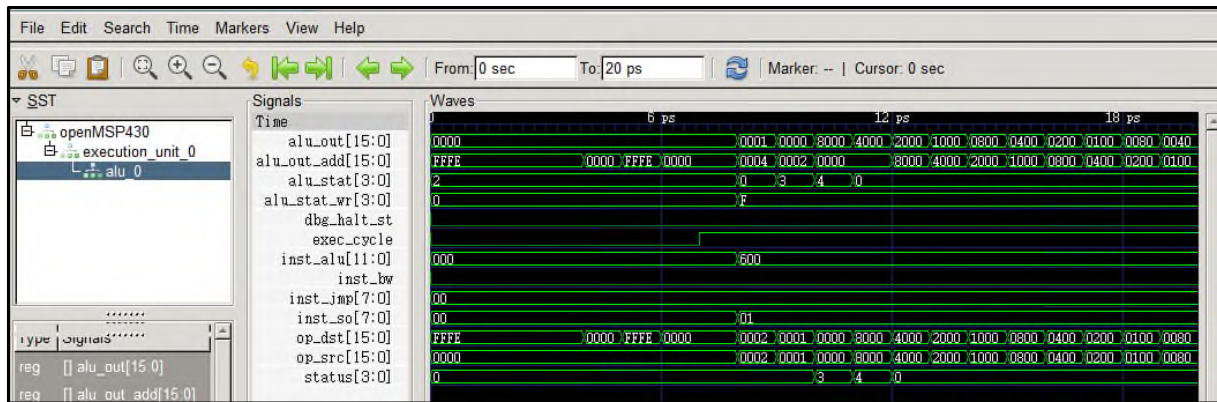 File Edit Search Time Markers View Help
From: 0 sec To: 20 ps Marker: -- | Cursor: 0 sec
SST
openMSP430
execution_unit_0
alu_0
Type Signals
reg [] alu_out[15:0]
reg [] alu_out_add[15:0]
Signals Waves
Time 0 6 ps 12 ps 18 ps
alu_out[15:0] 0000 0001 0000 8000 4000 2000 1000 0800 0400 0200 0100 0080 0040
alu_out_add[15:0] FFFE 0000 FFFE 0000 0004 0002 0000 8000 4000 2000 1000 0800 0400 0200 0100
alu_stat[3:0] 2 0 3 4 0
alu_stat_wr[3:0] 0 F
dbg_halt_st
exec_cycle
inst_alu[11:0] 000 600
inst_bw
inst_jmp[7:0] 00
inst_so[7:0] 00 01
op_dst[15:0] FFFE 0000 FFFE 0000 0002 0001 0000 8000 4000 2000 1000 0800 0400 0200 0100 0080
op_src[15:0] 0000 0002 0001 0000 8000 4000 2000 1000 0800 0400 0200 0100 0080
status[3:0] 0 3 4 0